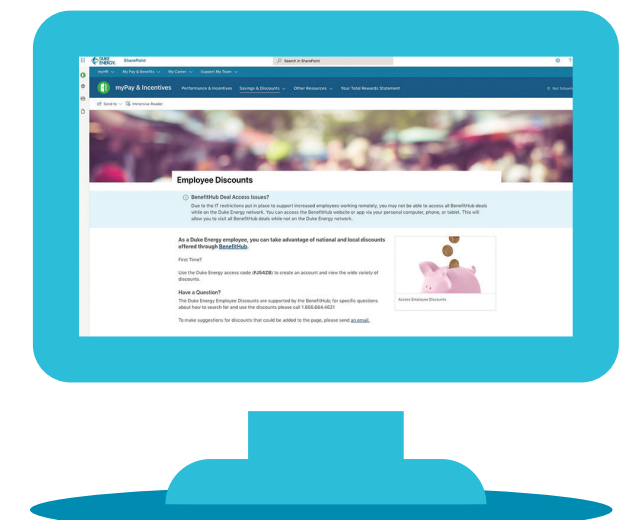 DUKE ENERGY. SharePoint Search in SharePoint ?
myHR My Pay & Benefits My Career Support My Team
myPay & Incentives Performance & Incentives Savings & Discounts Other Resources Your Total Rewards Statement Not follow
Send to Immersive Reader
Employee Discounts
BenefitHub Deal Access Issues?
Due to the IT restrictions put in place to support increased employees working remotely, you may not be able to access all BenefitHub deals
while on the Duke Energy network. You can access the BenefitHub website or app via your personal computer, phone, or tablet. This will
allow you to visit all BenefitHub deals while not on the Duke Energy network.
As a Duke Energy employee, you can take advantage of national and local discounts
offered through BenefitHub.
First Time?
Use the Duke Energy access code ( ) to create an account and view the wide variety of
discounts.
Have a Question?
The Duke Energy Employee Discounts are supported by the BenefitHub; for specific questions
about how to search for and use the discounts please call 1.866.664.4621
To make suggestions for discounts that could be added to the page, please send an email.
Access Employee Discounts